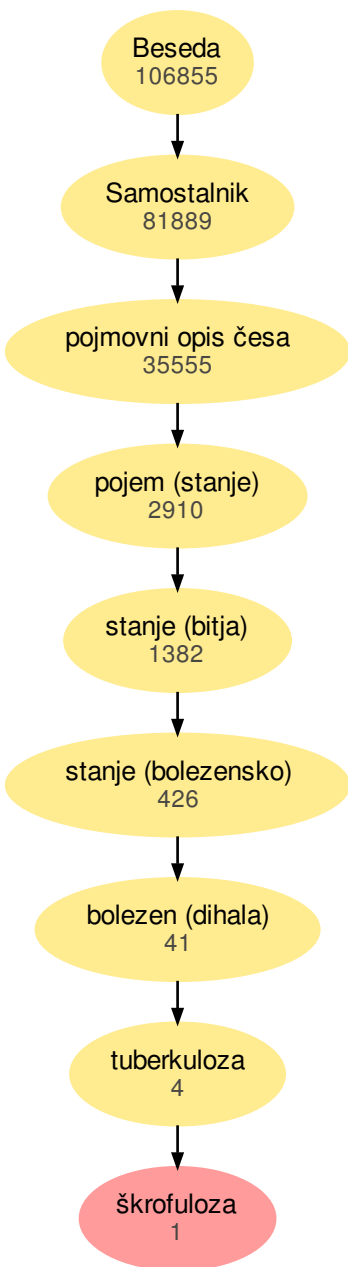 Beseda
106855
Samostalnik
81889
pojmovni opis česa
35555
pojem (stanje)
2910
stanje (bitja)
1382
stanje (bolezensko)
426
bolezen (dihala)
41
tuberkuloza
4
škrofuloza
1